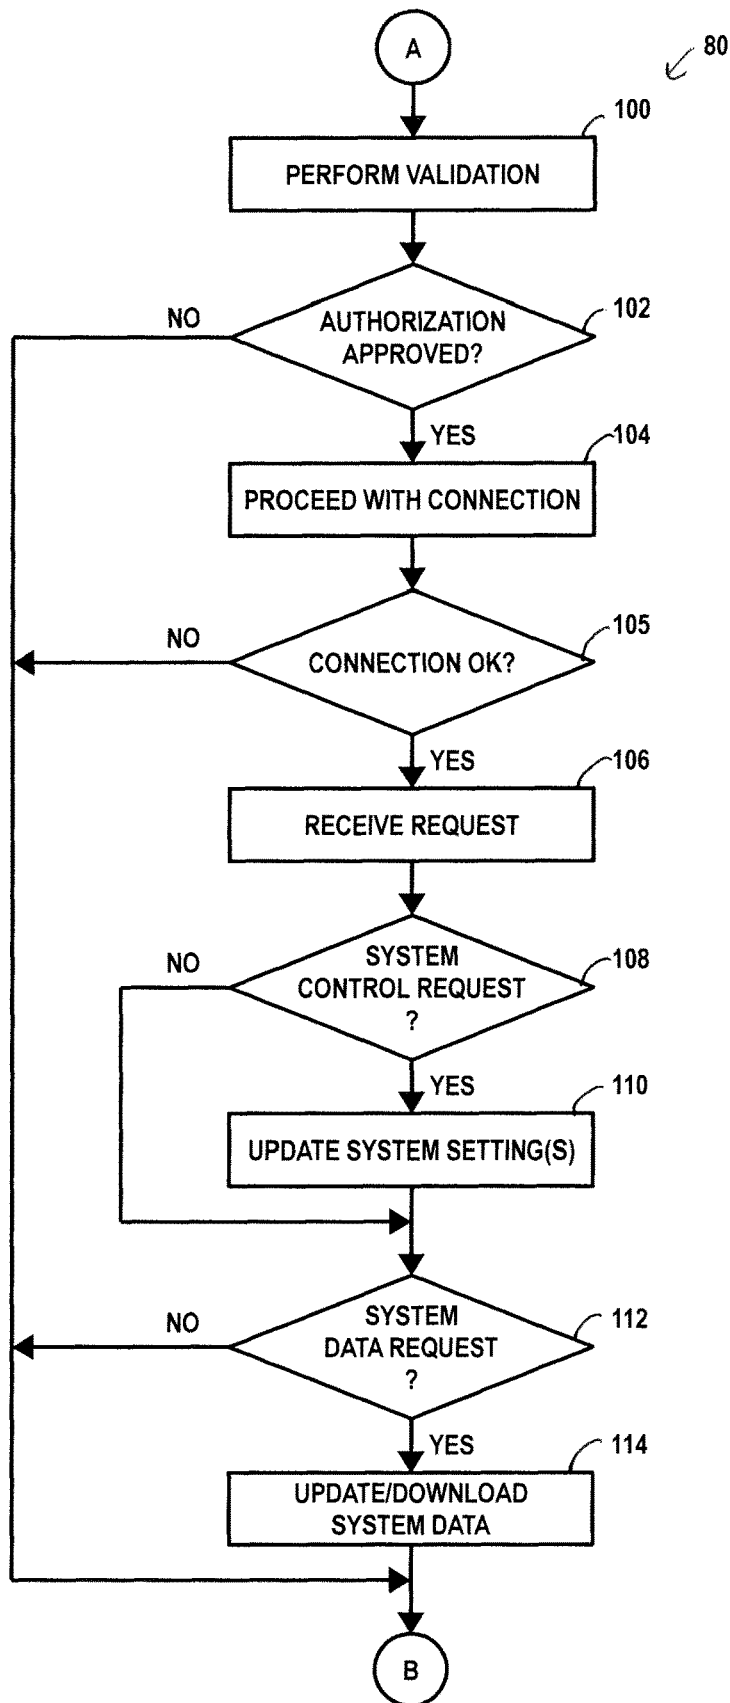 A
80
100
PERFORM VALIDATION
NO
AUTHORIZATION
APPROVED?
102
YES
104
PROCEED WITH CONNECTION
NO
CONNECTION OK?
105
YES
106
RECEIVE REQUEST
NO
SYSTEM
CONTROL REQUEST
?
108
YES
110
UPDATE SYSTEM SETTING(S)
NO
SYSTEM
DATA REQUEST
?
112
YES
114
UPDATE/DOWNLOAD
SYSTEM DATA
B